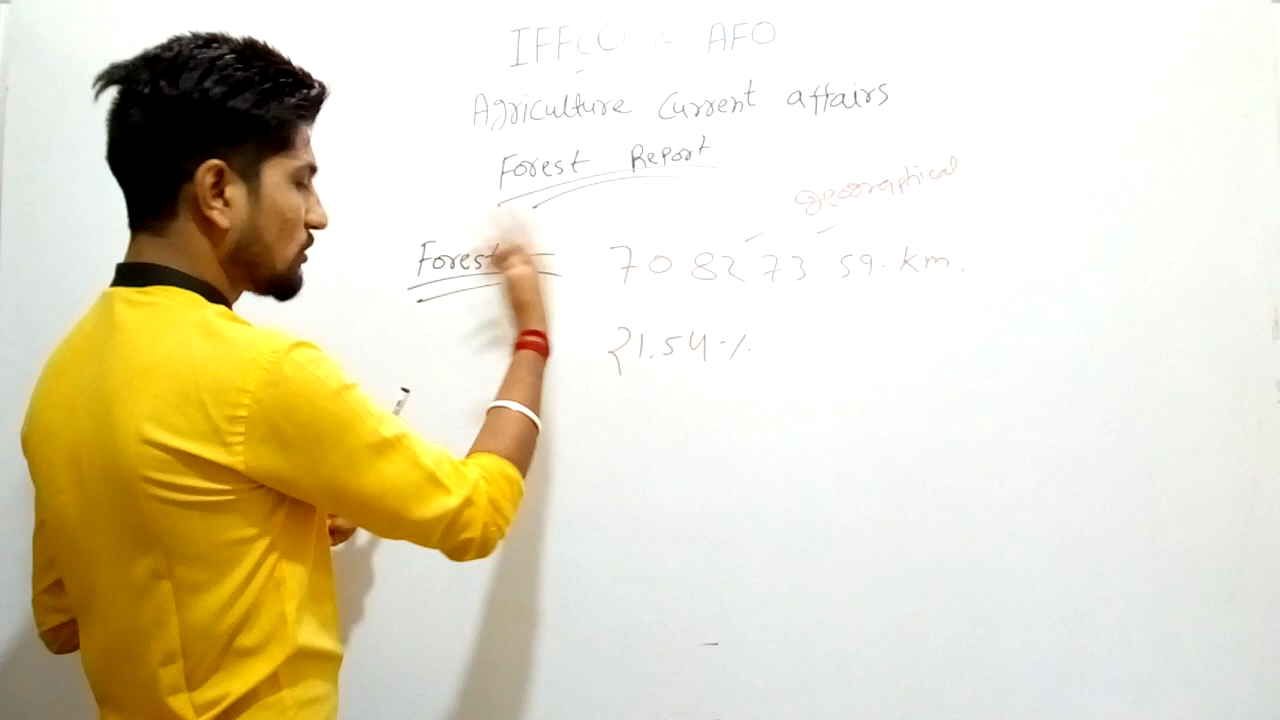 IFFCO & AFO
Agriculture Current affairs
Forest Report
geographical
Forest = 708273 sq. km.
21.54 %